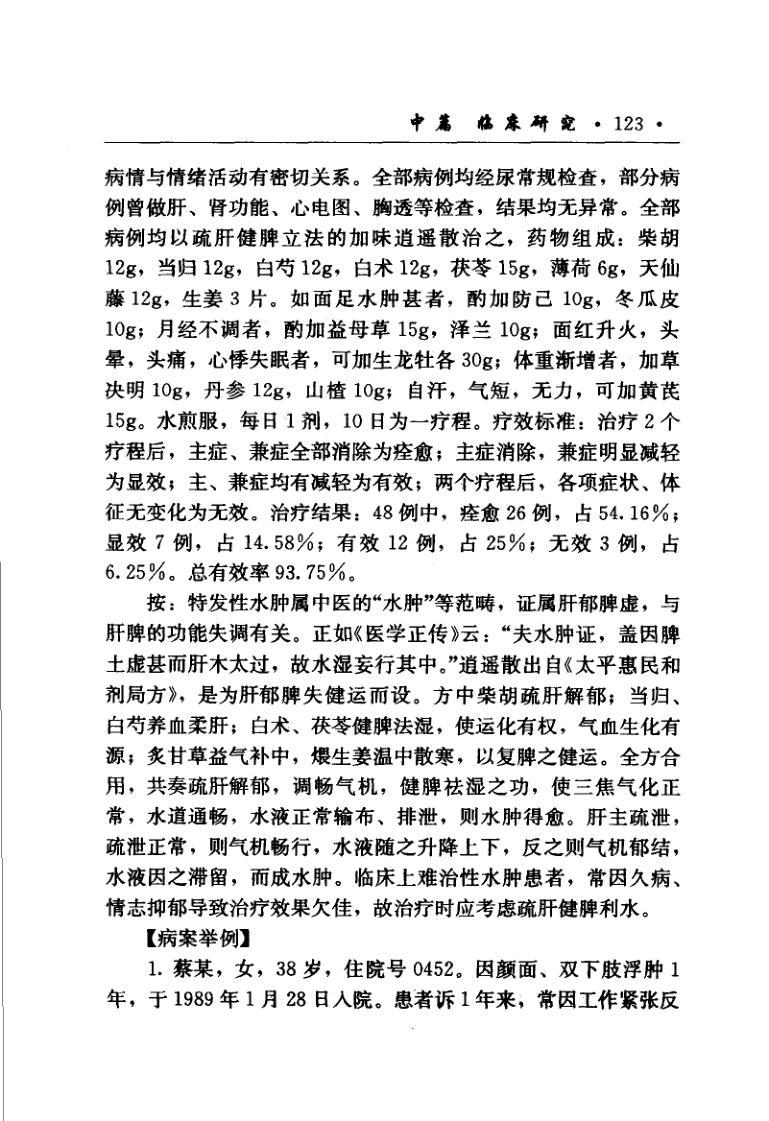 中篇 临床研究 · 123 ·
病情与情绪活动有密切关系。全部病例均经尿常规检查，部分病
例曾做肝、肾功能、心电图、胸透等检查，结果均无异常。全部
病例均以疏肝健脾立法的加味逍遥散治之，药物组成：柴胡
12g，当归12g，白芍12g，白术12g，茯苓15g，薄荷6g，天仙
藤12g，生姜3片。如面足水肿甚者，酌加防己10g，冬瓜皮
10g；月经不调者，酌加益母草15g，泽兰10g；面红升火，头
晕，头痛，心悸失眠者，可加生龙牡各30g；体重渐增者，加草
决明10g，丹参12g，山楂10g；自汗，气短，无力，可加黄芪
15g。水煎服，每日1剂，10日为一疗程。疗效标准：治疗2个
疗程后，主症、兼症全部消除为痊愈；主症消除，兼症明显减轻
为显效；主、兼症均有减轻为有效；两个疗程后，各项症状、体
征无变化为无效。治疗结果：48例中，痊愈26例，占54.16%；
显效7例，占14.58%；有效12例，占25%；无效3例，占
6.25%。总有效率93.75%。
按：特发性水肿属中医的“水肿”等范畴，证属肝郁脾虚，与
肝脾的功能失调有关。正如《医学正传》云：“夫水肿证，盖因脾
土虚甚而肝木太过，故水湿妄行其中。”逍遥散出自《太平惠民和
剂局方》，是为肝郁脾失健运而设。方中柴胡疏肝解郁；当归、
白芍养血柔肝；白术、茯苓健脾法湿，使运化有权，气血生化有
源；炙甘草益气补中，煨生姜温中散寒，以复脾之健运。全方合
用，共奏疏肝解郁，调畅气机，健脾祛湿之功，使三焦气化正
常，水道通畅，水液正常输布、排泄，则水肿得愈。肝主疏泄，
疏泄正常，则气机畅行，水液随之升降上下，反之则气机郁结，
水液因之滞留，而成水肿。临床上难治性水肿患者，常因久病、
情志抑郁导致治疗效果欠佳，故治疗时应考虑疏肝健脾利水。
【病案举例】
1. 蔡某，女，38岁，住院号0452。因颜面、双下肢浮肿1
年，于1989年1月28日入院。患者诉1年来，常因工作紧张反